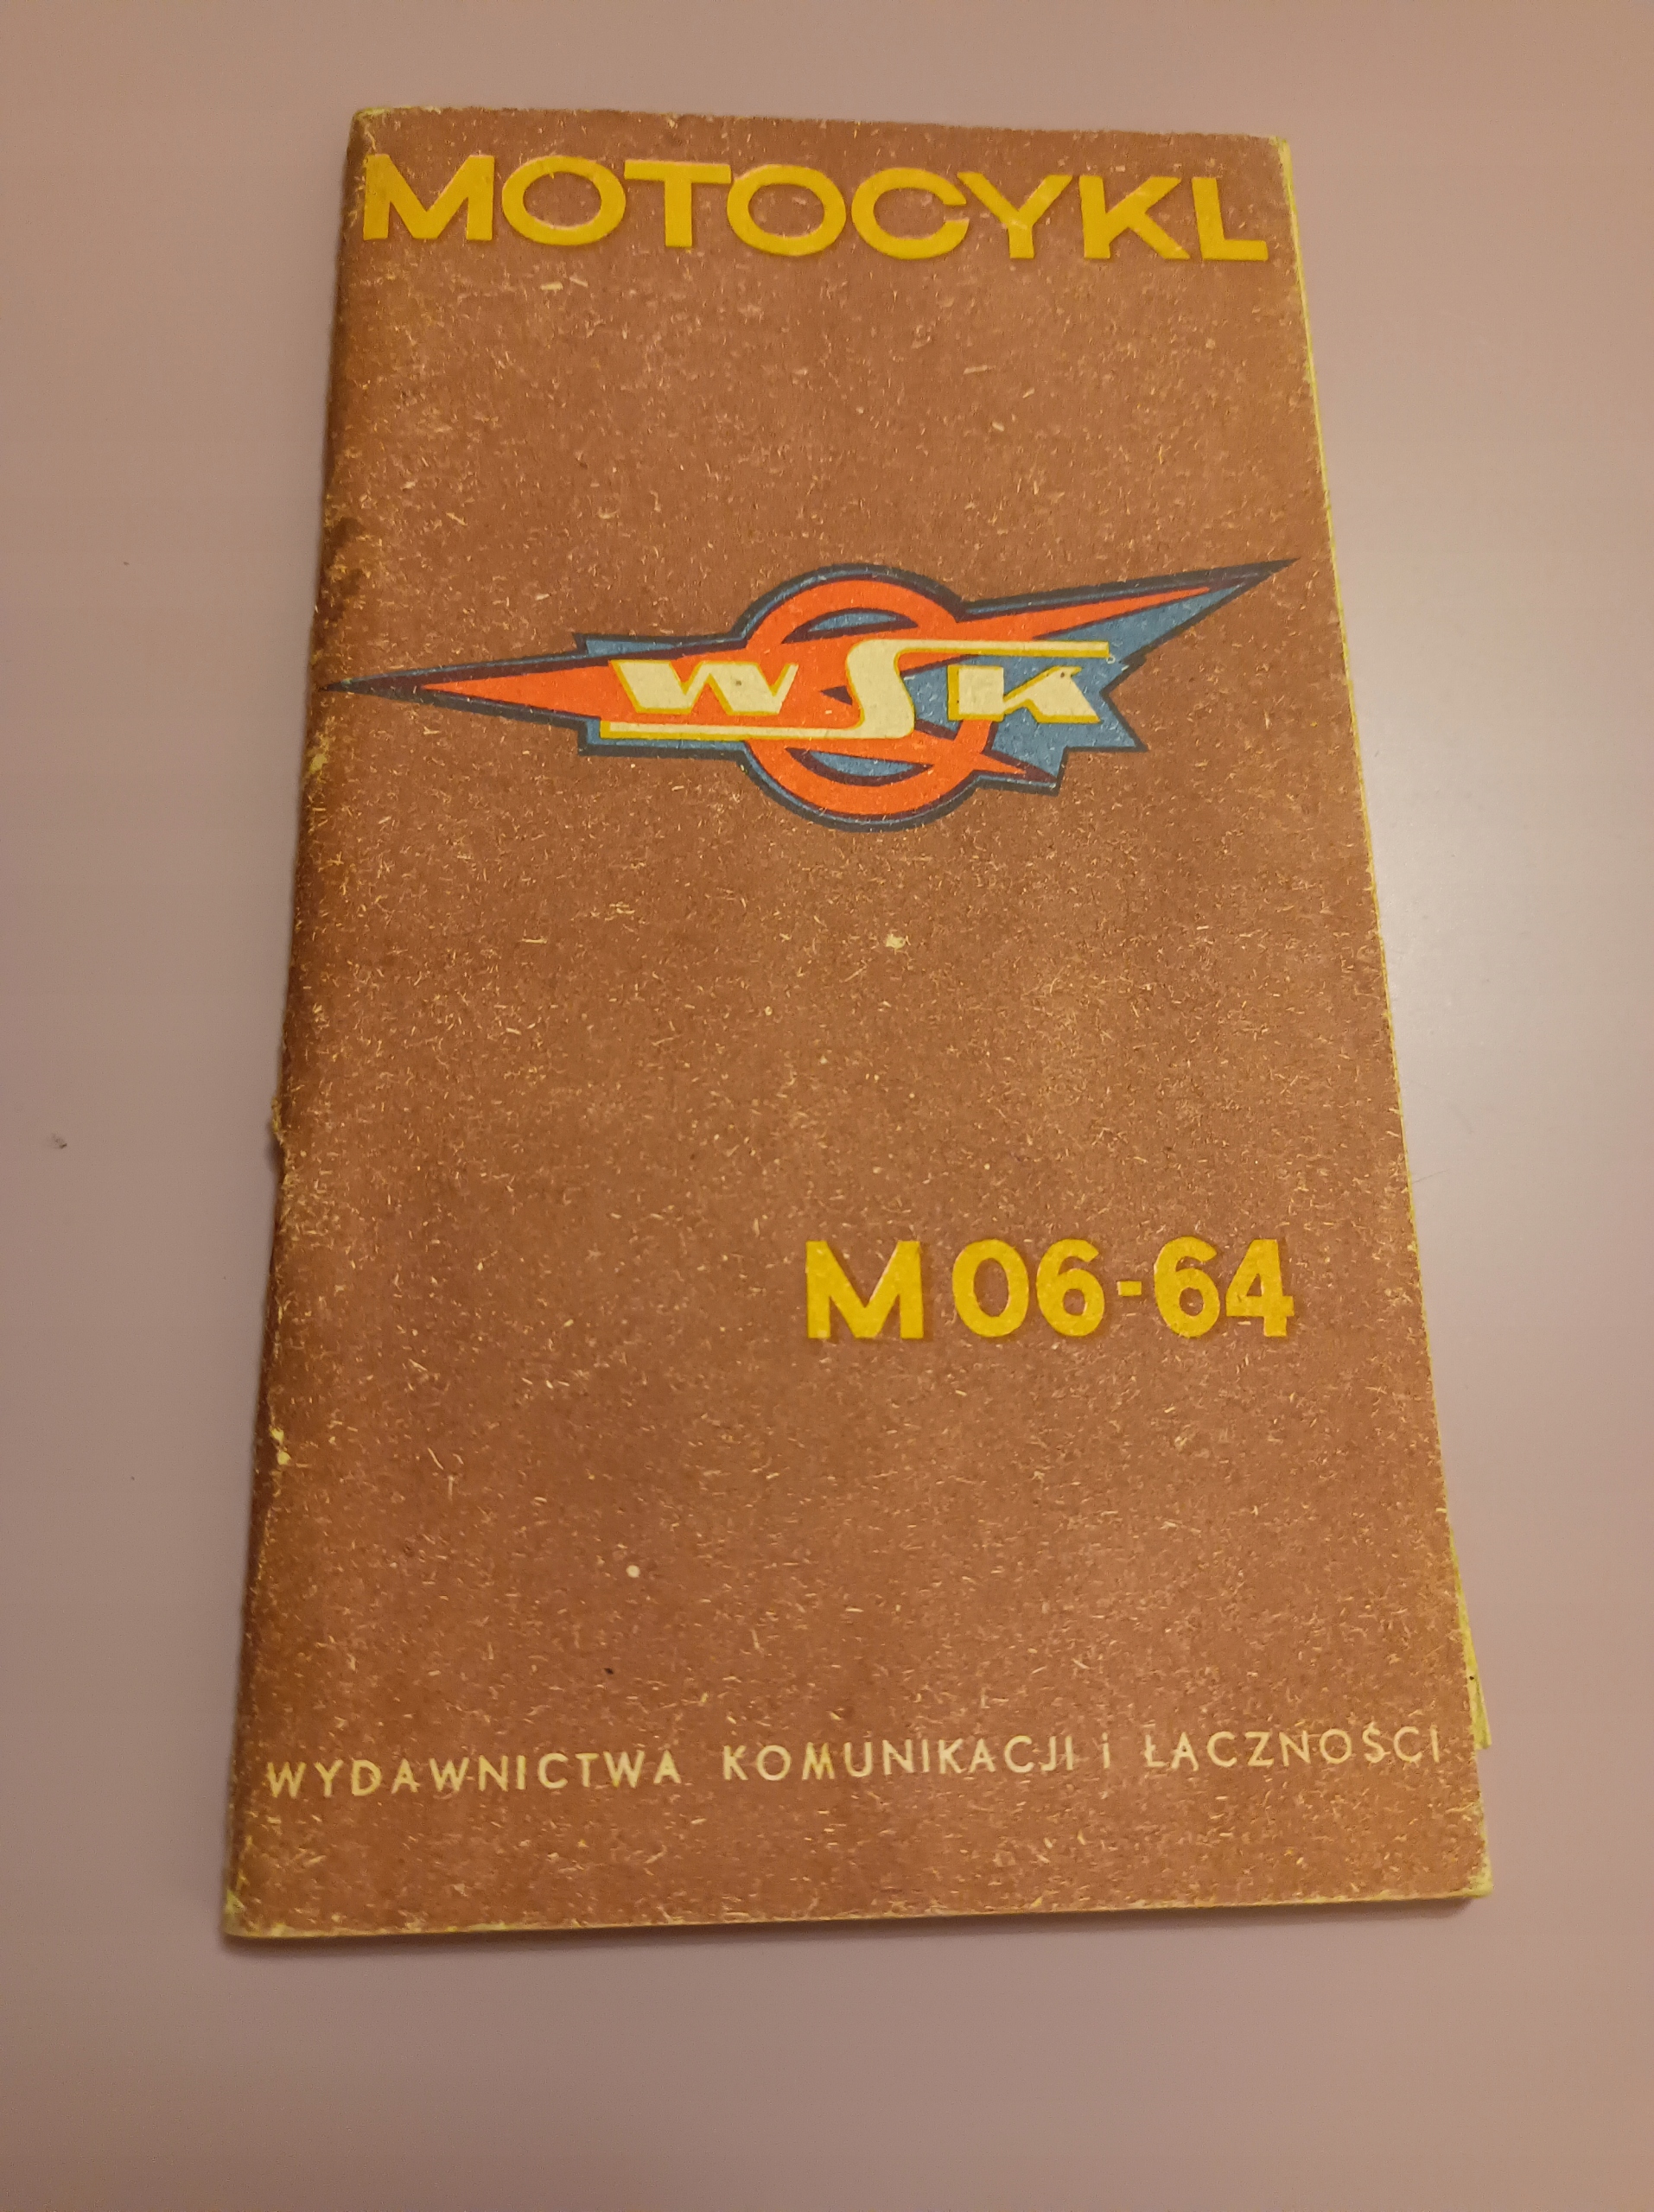 MOTOCYKL
WSK
M 06-64
WYDAWNICTWA KOMUNIKACJI i ŁĄCZNOŚCI